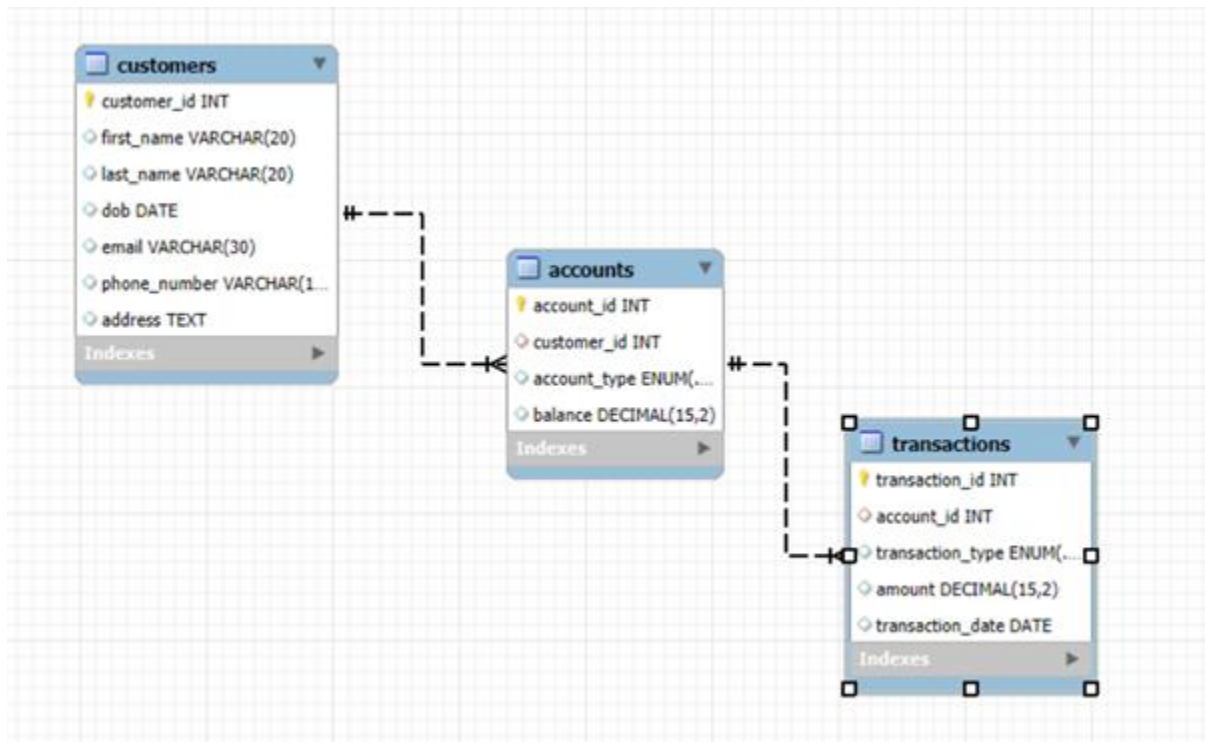 customers
customer_id INT
first_name VARCHAR(20)
last_name VARCHAR(20)
dob DATE
email VARCHAR(30)
phone_number VARCHAR(1...
address TEXT
Indexes
accounts
account_id INT
customer_id INT
account_type ENUM(....
balance DECIMAL(15,2)
Indexes
transactions
transaction_id INT
account_id INT
transaction_type ENUM(....
amount DECIMAL(15,2)
transaction_date DATE
Indexes